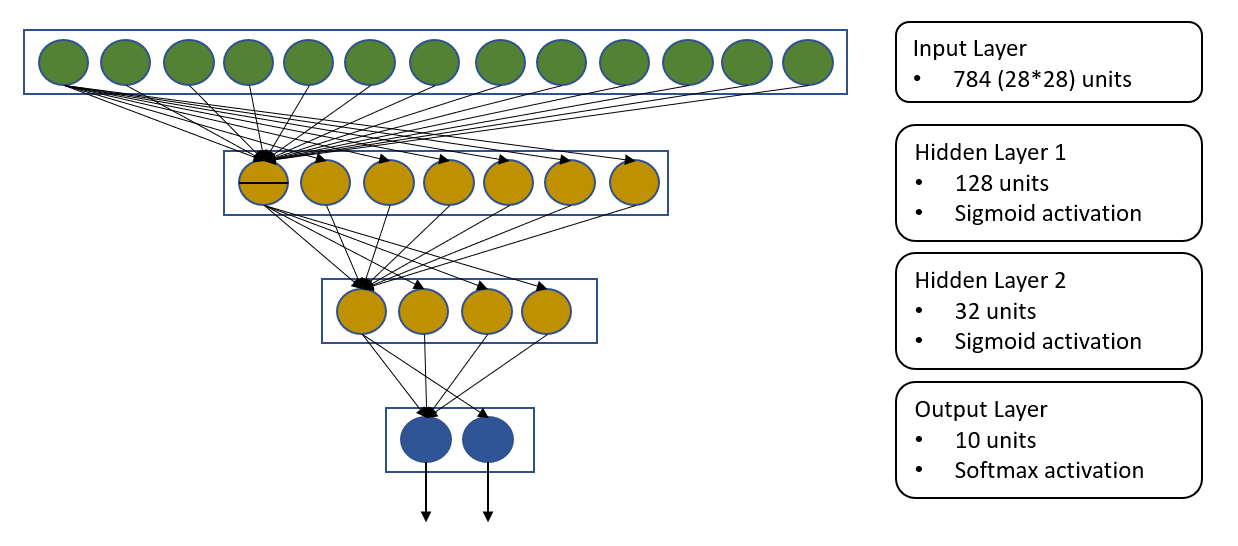 Input Layer
• 784 (28*28) units
Hidden Layer 1
• 128 units
• Sigmoid activation
Hidden Layer 2
• 32 units
• Sigmoid activation
Output Layer
• 10 units
• Softmax activation